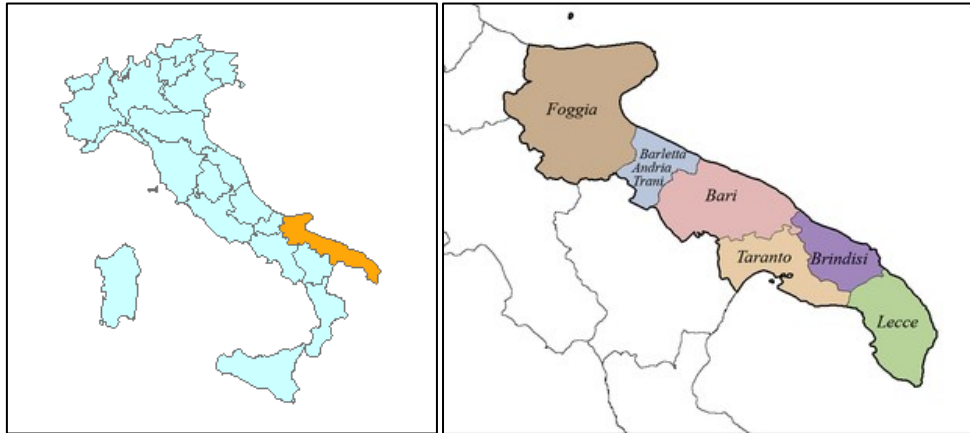 Foggia
Barletta
Andria
Trani
Bari
Taranto
Brindisi
Lecce